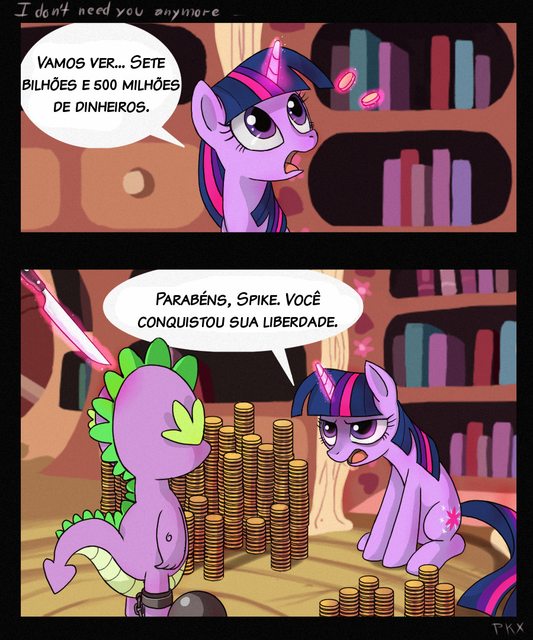 I don't need you anymore
VAMOS VER... SETE
BILHÕES E 500 MILHÕES
DE DINHEIROS.
PARABÉNS, SPIKE. VOCÊ
CONQUISTOU SUA LIBERDADE.
PKX